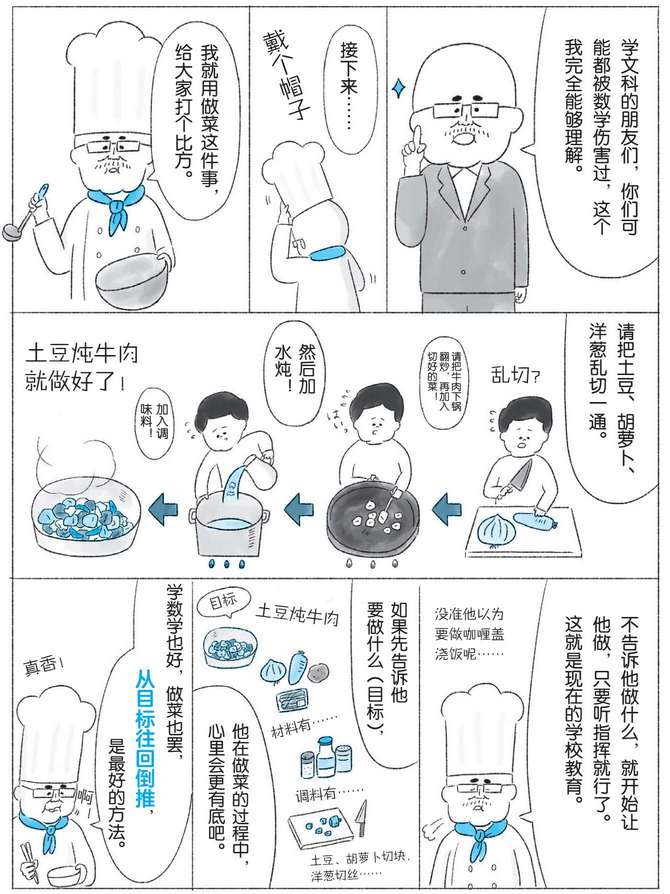 学文科的朋友们，你们可
能都被数学伤害过，这个
我完全能够理解。
接下来……
戴个帽子
我就用做菜这件事，
给大家打个比方。
请把土豆、胡萝卜、
洋葱乱切一通。
乱切？
请把牛肉下锅
翻炒，再加入
切好的菜！
然后加
水炖！
加入调
味料！
土豆炖牛肉
就做好了！
不告诉他做什么，就开始让
他做，只要听指挥就行了。
这就是现在的学校教育。
没准他以为
要做咖喱盖
浇饭呢……
如果先告诉他
要做什么（目标），
目标
土豆炖牛肉
材料有……
调料有……
土豆、胡萝卜切块，
洋葱切丝……
他在做菜的过程中，
心里会更有底吧。
学数学也好，做菜也罢，
从目标往回倒推，
是最好的方法。
真香！
啊——